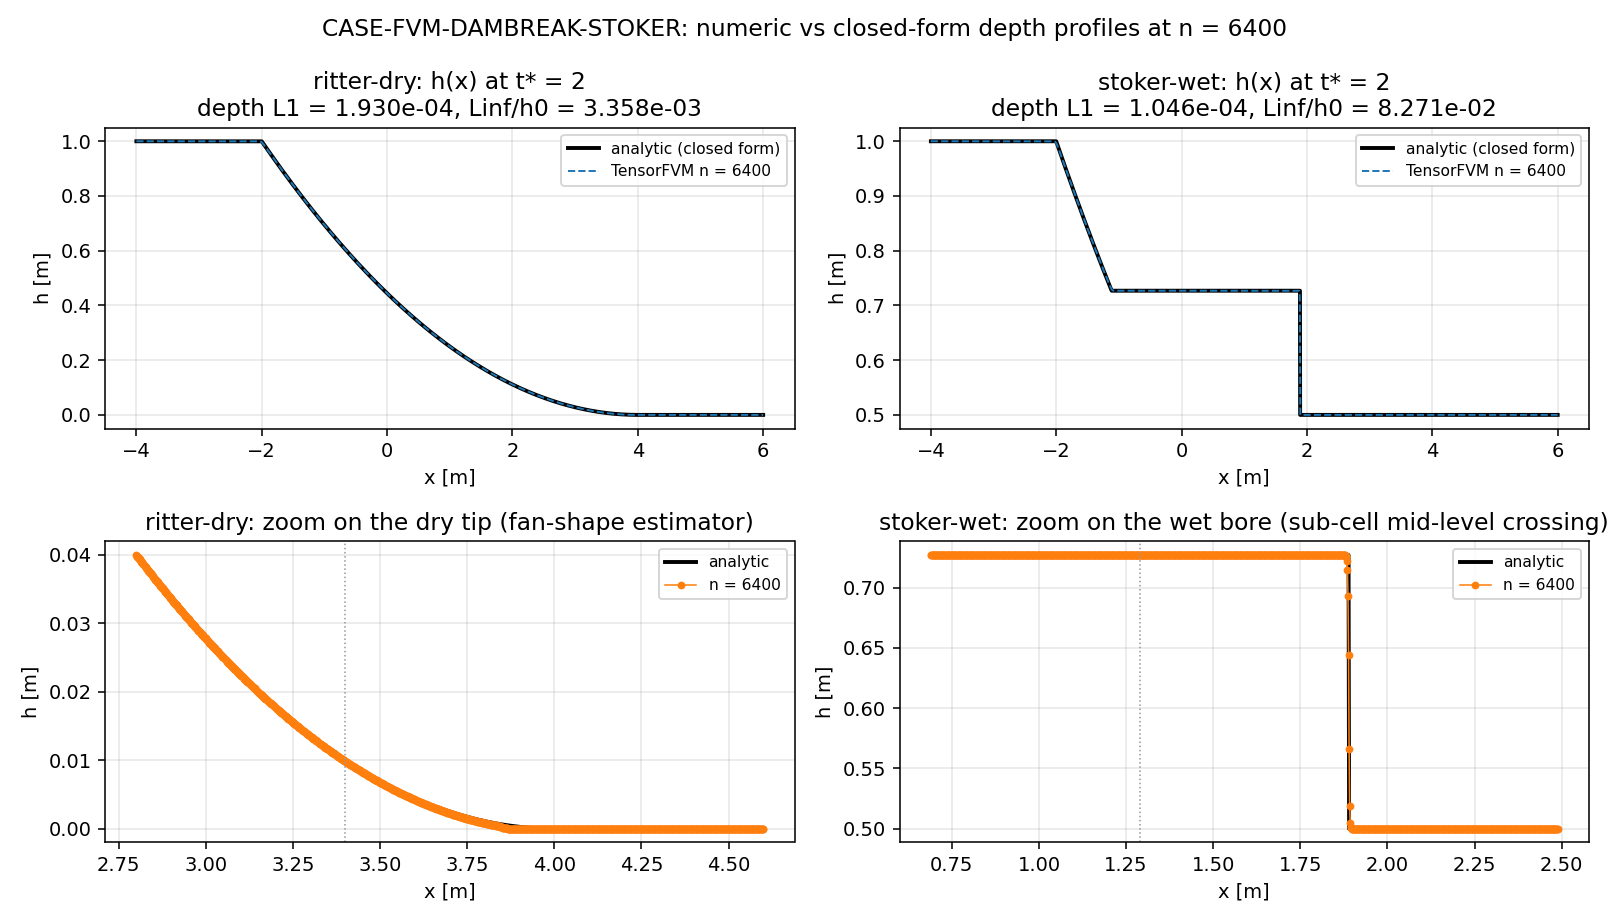 CASE-FVM-DAMBREAK-STOKER: numeric vs closed-form depth profiles at n = 6400
ritter-dry: h(x) at t* = 2
depth L1 = 1.930e-04, Linf/h0 = 3.358e-03
h [m]
1.0
0.8
0.6
0.4
0.2
0.0
analytic (closed form)
TensorFVM n = 6400
−4 −2 0 2 4 6
x [m]
stoker-wet: h(x) at t* = 2
depth L1 = 1.046e-04, Linf/h0 = 8.271e-02
h [m]
1.0
0.9
0.8
0.7
0.6
0.5
analytic (closed form)
TensorFVM n = 6400
−4 −2 0 2 4 6
x [m]
ritter-dry: zoom on the dry tip (fan-shape estimator)
h [m]
0.04
0.03
0.02
0.01
0.00
analytic
n = 6400
2.75 3.00 3.25 3.50 3.75 4.00 4.25 4.50
x [m]
stoker-wet: zoom on the wet bore (sub-cell mid-level crossing)
h [m]
0.70
0.65
0.60
0.55
0.50
analytic
n = 6400
0.75 1.00 1.25 1.50 1.75 2.00 2.25 2.50
x [m]